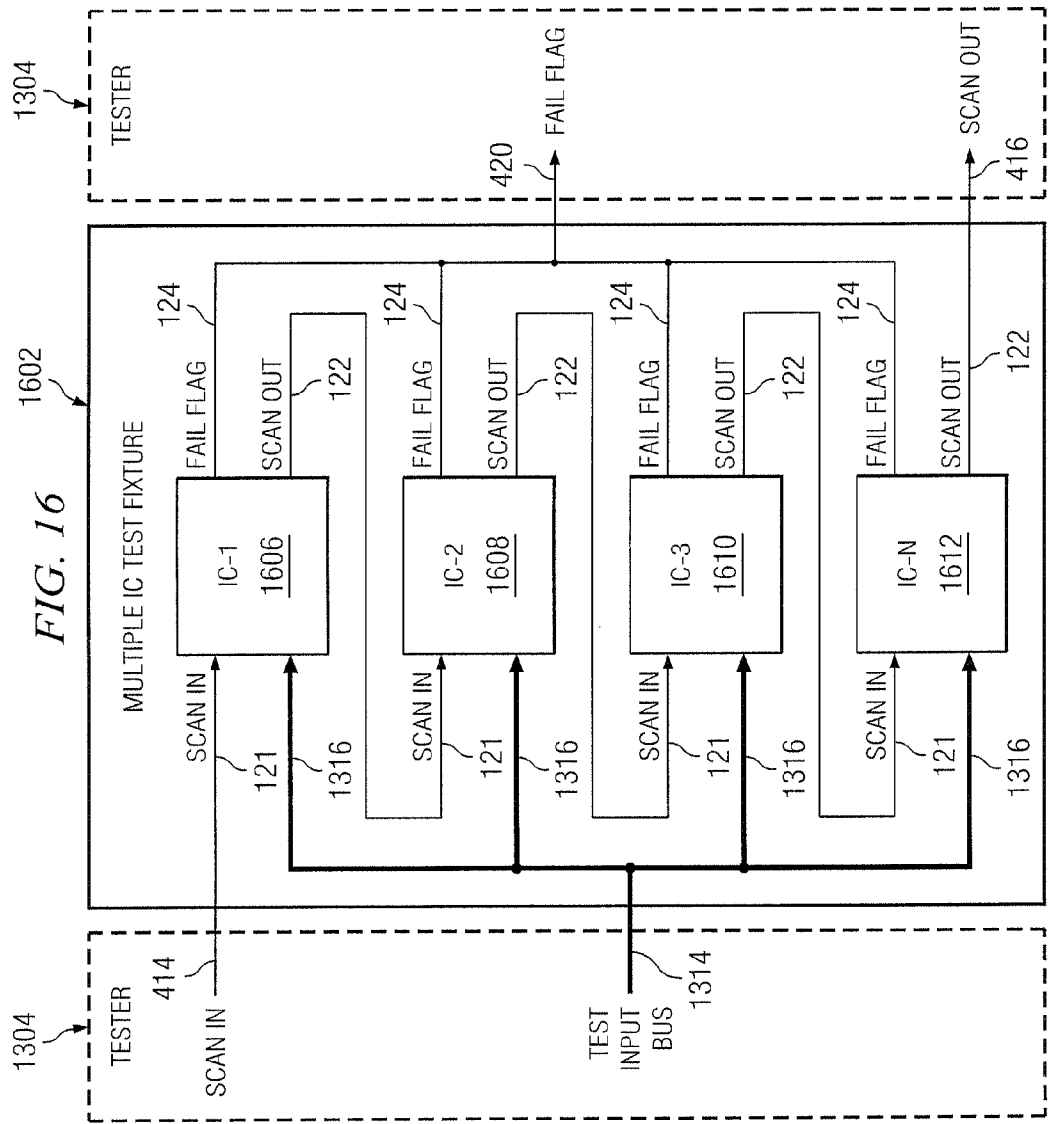 FIG. 16
1304
TESTER
SCAN IN
414
TEST
INPUT
BUS
1314
1602
MULTIPLE IC TEST FIXTURE
SCAN IN
121
1316
IC-1
1606
FAIL FLAG
124
SCAN OUT
122
SCAN IN
121
1316
IC-2
1608
FAIL FLAG
124
SCAN OUT
122
SCAN IN
121
1316
IC-3
1610
FAIL FLAG
124
SCAN OUT
122
SCAN IN
121
1316
IC-N
1612
FAIL FLAG
124
SCAN OUT
122
1304
TESTER
420
FAIL FLAG
416
SCAN OUT